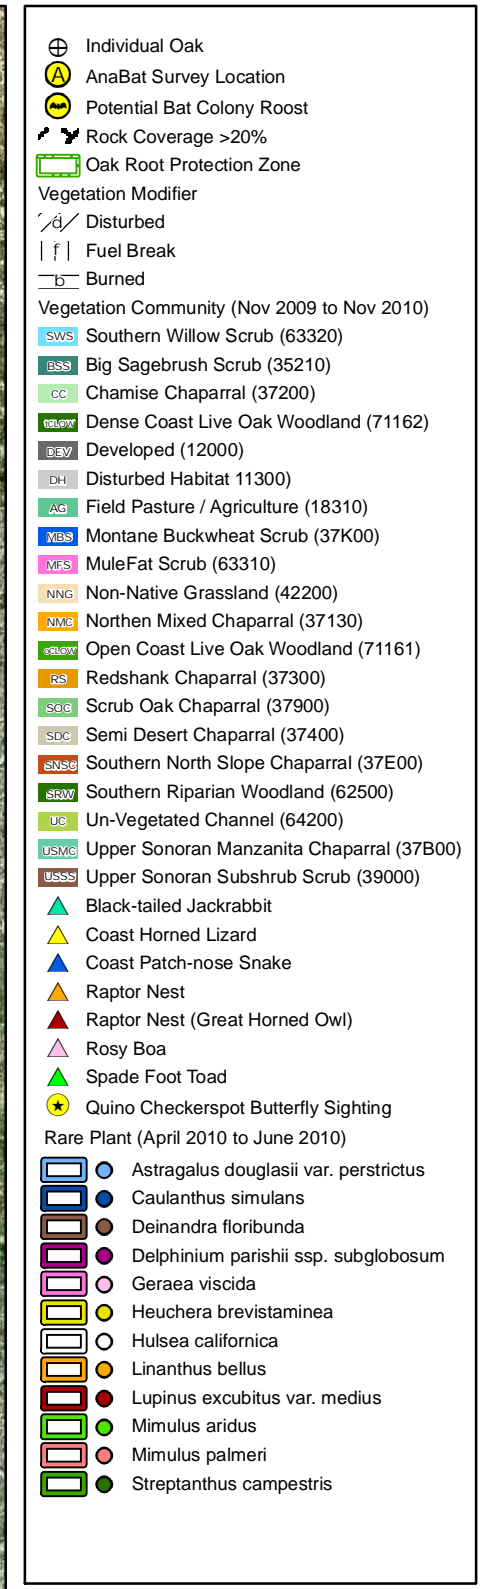 Individual Oak
A AnaBat Survey Location
Potential Bat Colony Roost
Rock Coverage >20%
Oak Root Protection Zone
Vegetation Modifier
d Disturbed
f Fuel Break
b Burned
Vegetation Community (Nov 2009 to Nov 2010)
SWS Southern Willow Scrub (63320)
BSS Big Sagebrush Scrub (35210)
CC Chamise Chaparral (37200)
Dense Coast Live Oak Woodland (71162)
DEV Developed (12000)
DH Disturbed Habitat 11300)
AG Field Pasture / Agriculture (18310)
MBS Montane Buckwheat Scrub (37K00)
MFS MuleFat Scrub (63310)
NNG Non-Native Grassland (42200)
NMC Northen Mixed Chaparral (37130)
oCLOW Open Coast Live Oak Woodland (71161)
RS Redshank Chaparral (37300)
SOC Scrub Oak Chaparral (37900)
SDC Semi Desert Chaparral (37400)
SNSC Southern North Slope Chaparral (37E00)
SRW Southern Riparian Woodland (62500)
UC Un-Vegetated Channel (64200)
USMC Upper Sonoran Manzanita Chaparral (37B00)
USSS Upper Sonoran Subshrub Scrub (39000)
Black-tailed Jackrabbit
Coast Horned Lizard
Coast Patch-nose Snake
Raptor Nest
Raptor Nest (Great Horned Owl)
Rosy Boa
Spade Foot Toad
Quino Checkerspot Butterfly Sighting
Rare Plant (April 2010 to June 2010)
Astragalus douglasii var. perstrictus
Caulanthus simulans
Deinandra floribunda
Delphinium parishii ssp. subglobosum
Geraea viscida
Heuchera brevistaminea
Hulsea californica
Linanthus bellus
Lupinus excubitus var. medius
Mimulus aridus
Mimulus palmeri
Streptanthus campestris